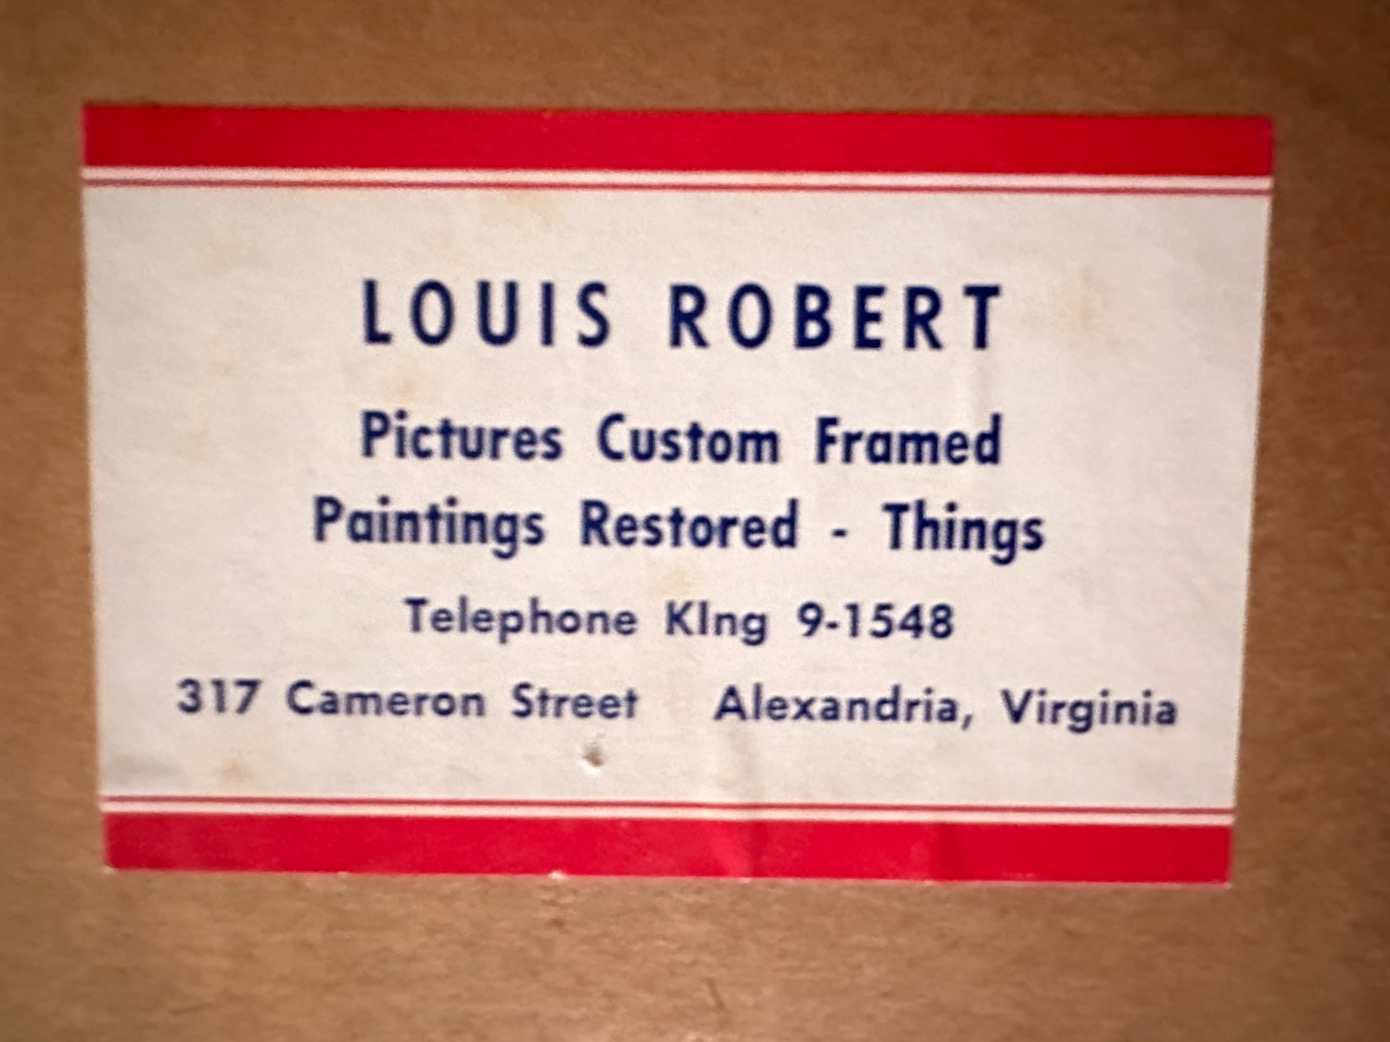 LOUIS ROBERT
Pictures Custom Framed
Paintings Restored - Things
Telephone KIng 9-1548
317 Cameron Street Alexandria, Virginia